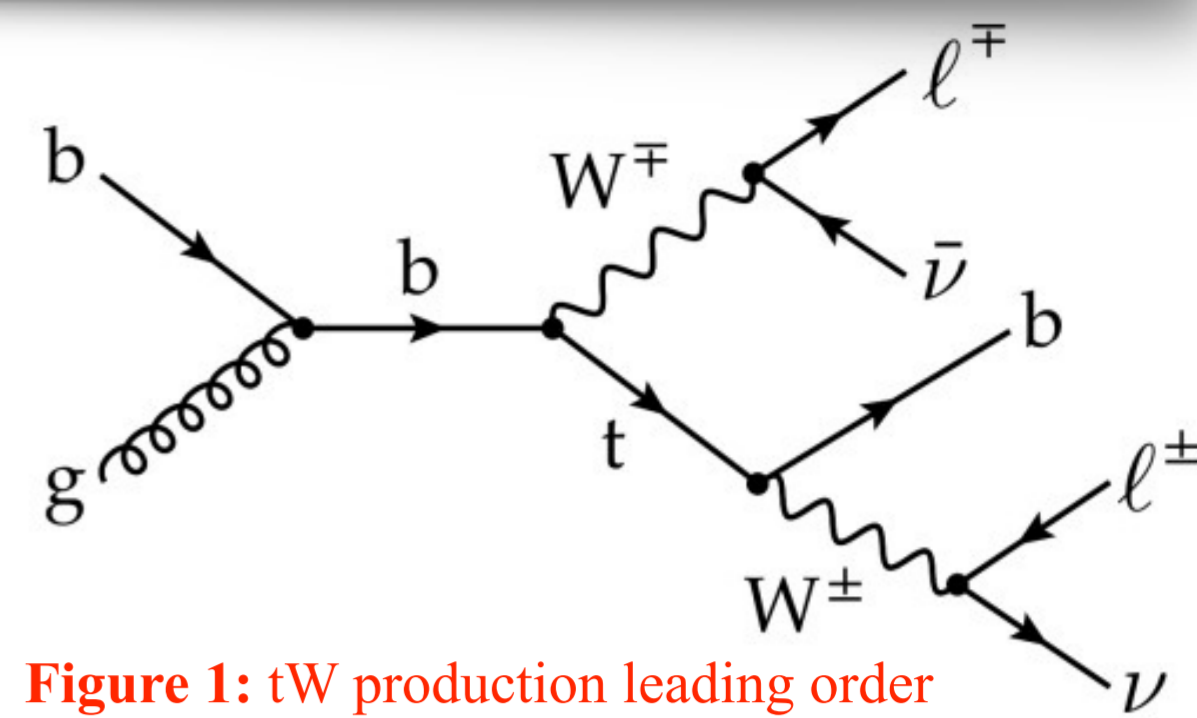 ℓ∓
b
W∓
b
ν̄
b
g
t
ℓ±
W±
ν
Figure 1: tW production leading order